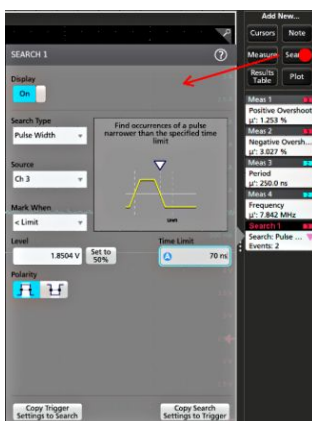 SEARCH 1
Display
On
Search Type
Pulse Width
Find occurrences of a pulse
narrower than the specified time
limit
Source
Ch 3
Mark When
< Limit
Level
1.8504 V
Set to
50%
Time Limit
70 ns
Polarity
Copy Trigger
Settings to Search
Copy Search
Settings to Trigger
Add New...
Cursors
Note
Measure
Results
Table
Plot
Meas 1
Positive Overshoot
µ': 1.253 %
Meas 2
Negative Oversh...
µ': 3.027 %
Meas 3
Period
µ': 250.0 ns
Meas 4
Frequency
µ': 7.842 MHz
Search 1
Search: Pulse ...
Events: 2